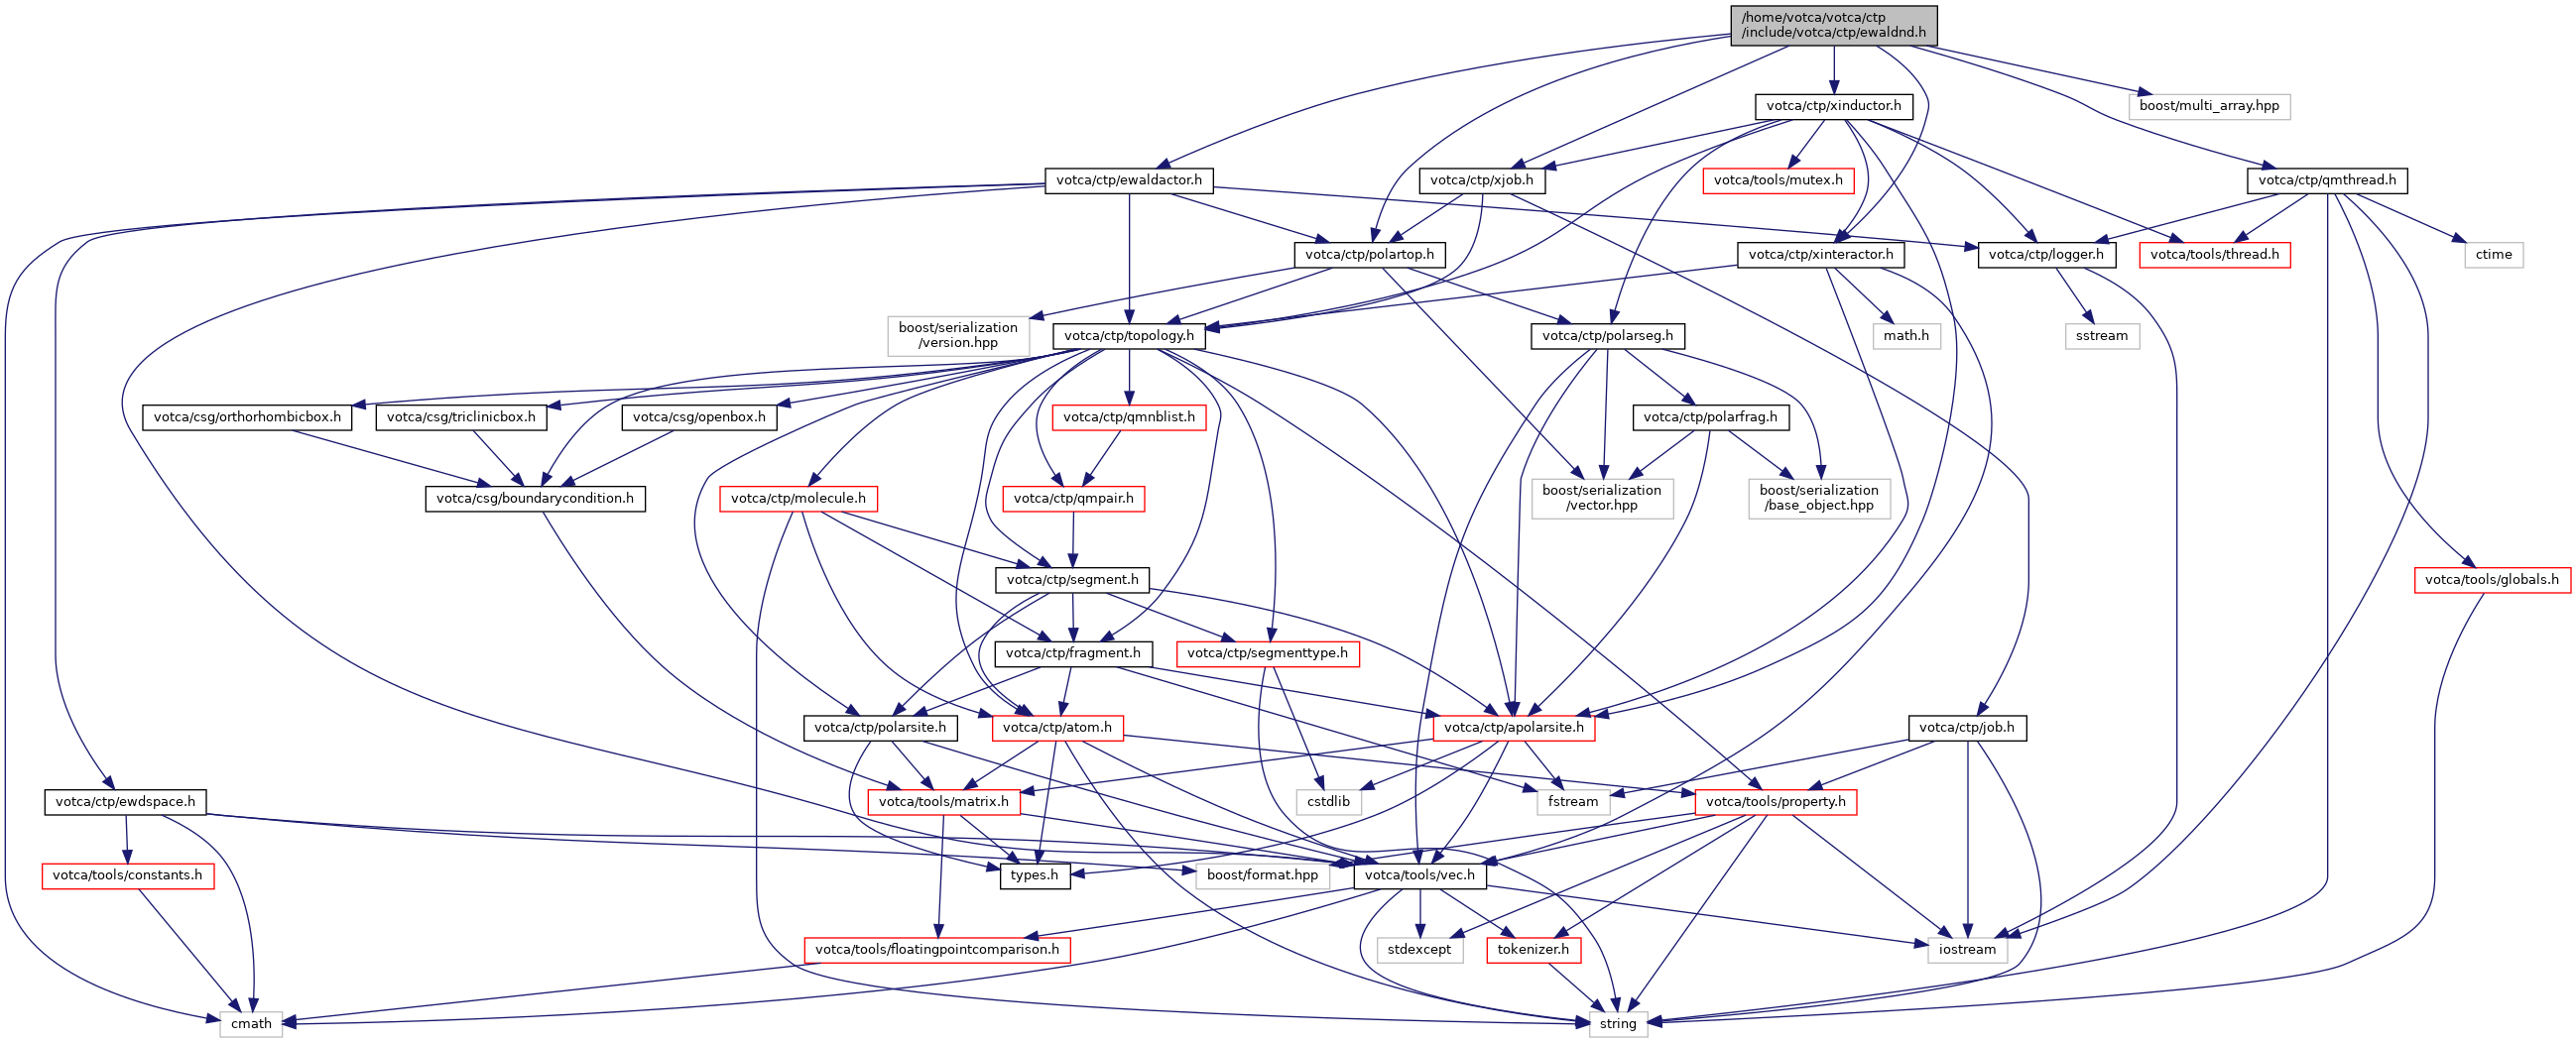 /home/votca/votca/ctp
/include/votca/ctp/ewaldnd.h
votca/ctp/xinductor.h
boost/multi_array.hpp
votca/ctp/ewaldactor.h
votca/ctp/xjob.h
votca/tools/mutex.h
votca/ctp/qmthread.h
votca/ctp/polartop.h
votca/ctp/xinteractor.h
votca/ctp/logger.h
votca/tools/thread.h
ctime
boost/serialization
/version.hpp
votca/ctp/topology.h
votca/ctp/polarseg.h
math.h
sstream
votca/csg/orthorhombicbox.h
votca/csg/triclinicbox.h
votca/csg/openbox.h
votca/ctp/qmnblist.h
votca/ctp/polarfrag.h
votca/csg/boundarycondition.h
votca/ctp/molecule.h
votca/ctp/qmpair.h
boost/serialization
/vector.hpp
boost/serialization
/base_object.hpp
votca/ctp/segment.h
votca/tools/globals.h
votca/ctp/fragment.h
votca/ctp/segmenttype.h
votca/ctp/polarsite.h
votca/ctp/atom.h
votca/ctp/apolarsite.h
votca/ctp/job.h
votca/ctp/ewdspace.h
votca/tools/matrix.h
cstdlib
fstream
votca/tools/property.h
votca/tools/constants.h
types.h
boost/format.hpp
votca/tools/vec.h
votca/tools/floatingpointcomparison.h
stdexcept
tokenizer.h
iostream
cmath
string